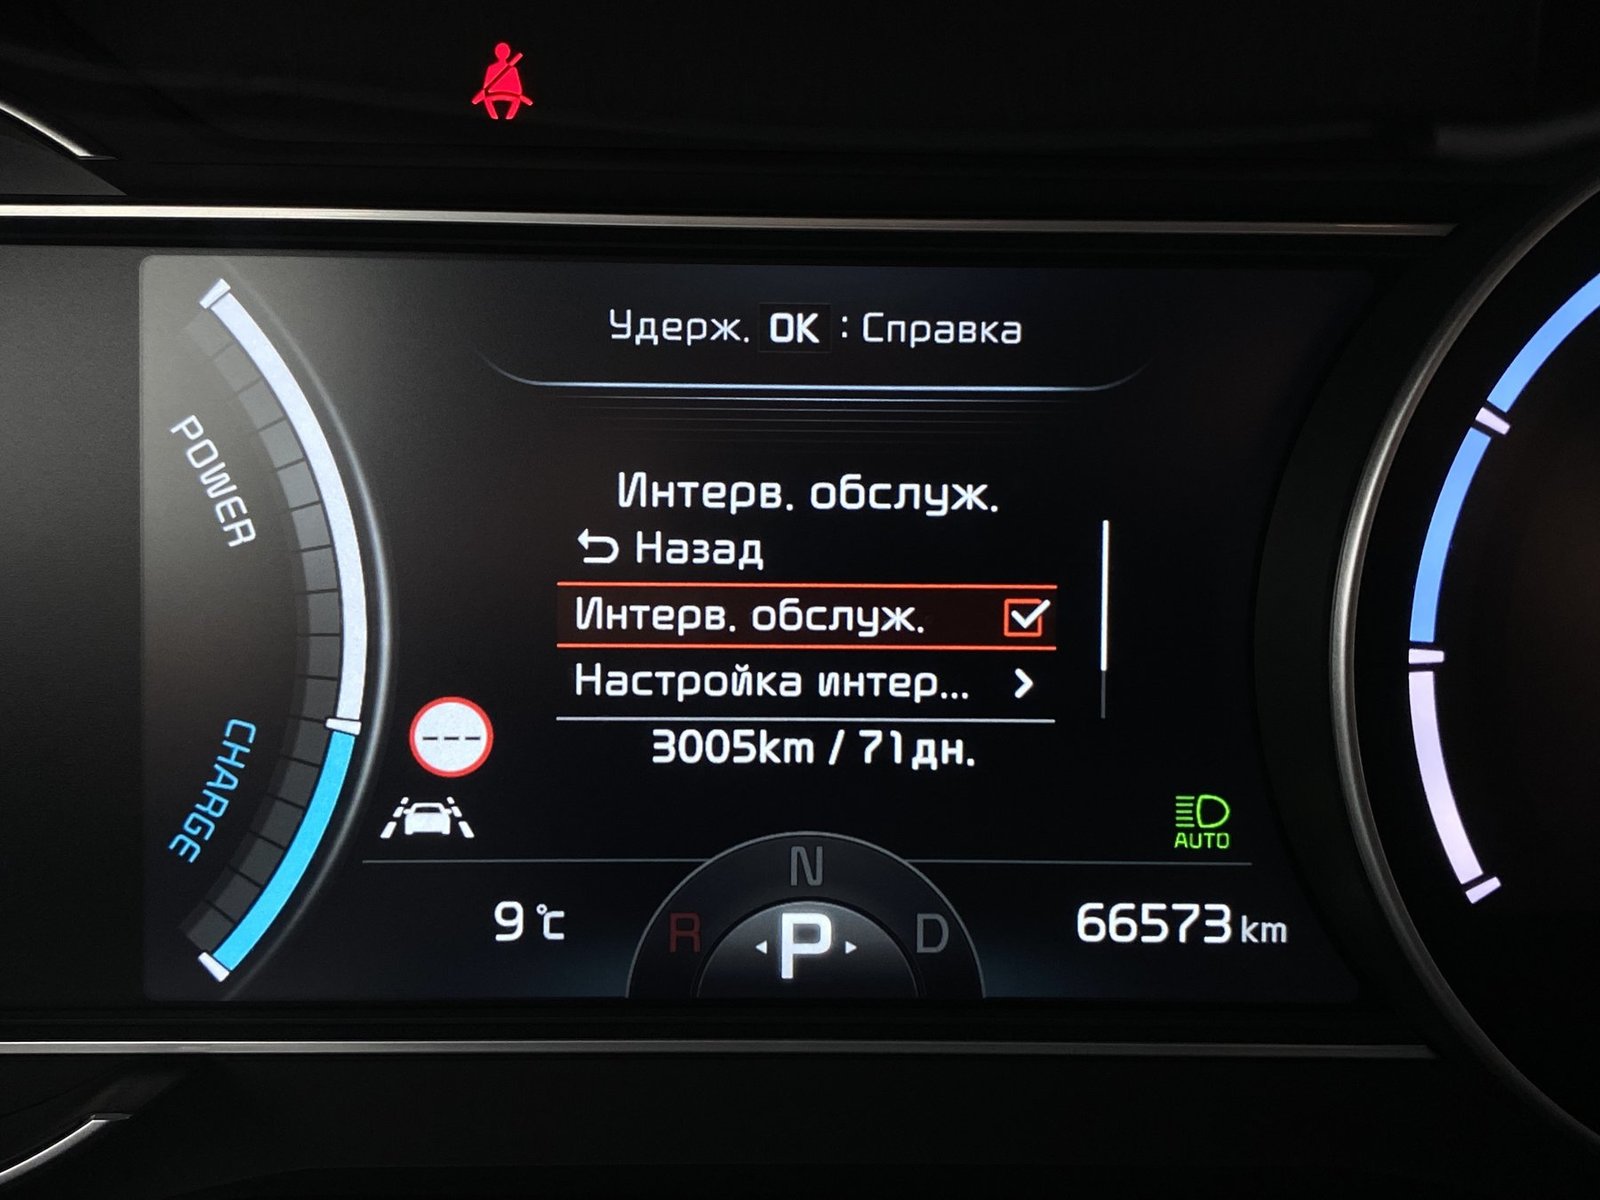 Удерж. OK : Справка
Интерв. обслуж.
Назад
Интерв. обслуж.
Настройка интер...
3005km / 71дн.
POWER
CHARGE
---
AUTO
9 °C
N
R
P
D
66573 km